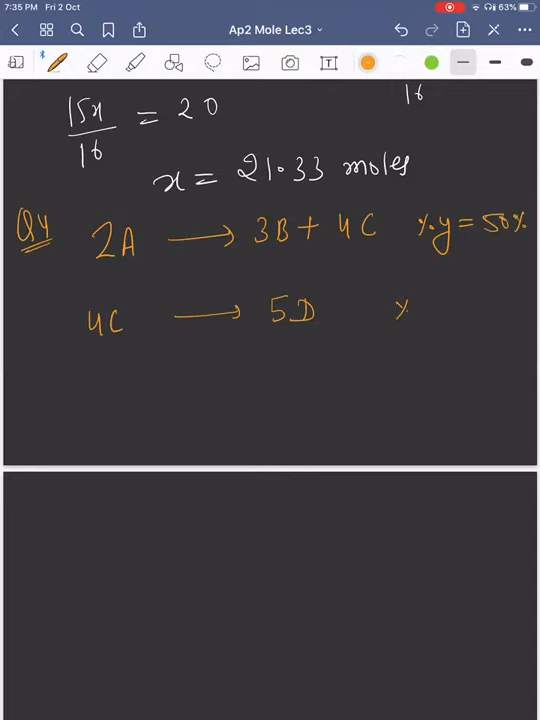 7:35 PM Fri 2 Oct 63%
Ap2 Mole Lec3
15x/16 = 20
16
x = 21.33 moles
Q4 2A → 3B + 4C %y = 50%
4C → 5D %